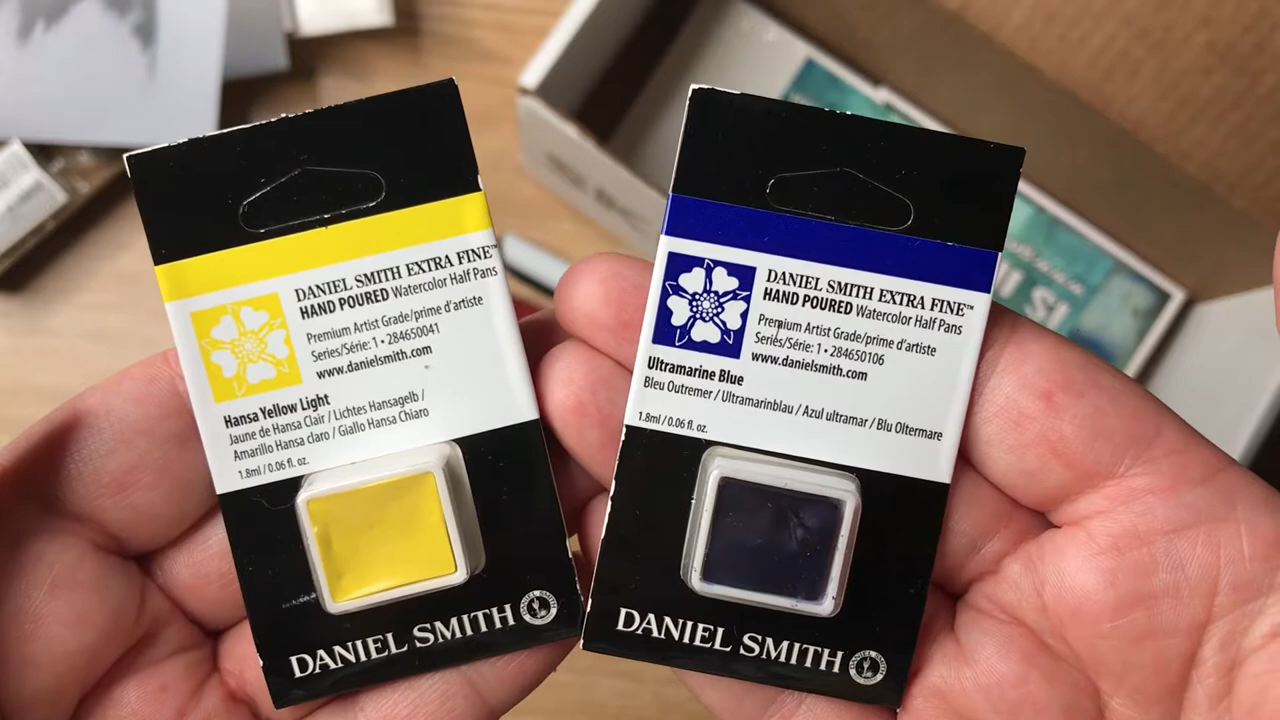 DANIEL SMITH EXTRA FINE™
HAND POURED Watercolor Half Pans
Premium Artist Grade/prime d'artiste
Series/Série: 1 • 284650041
www.danielsmith.com
Hansa Yellow Light
Jaune de Hansa Clair / Lichtes Hansagelb /
Amarillo Hansa claro / Giallo Hansa Chiaro
1.8ml / 0.06 fl. oz.
DANIEL SMITH
DANIEL SMITH EXTRA FINE™
HAND POURED Watercolor Half Pans
Premium Artist Grade/prime d'artiste
Series/Série: 1 • 284650106
www.danielsmith.com
Ultramarine Blue
Bleu Outremer / Ultramarinblau / Azul ultramar / Blu Oltermare
1.8ml / 0.06 fl. oz.
DANIEL SMITH